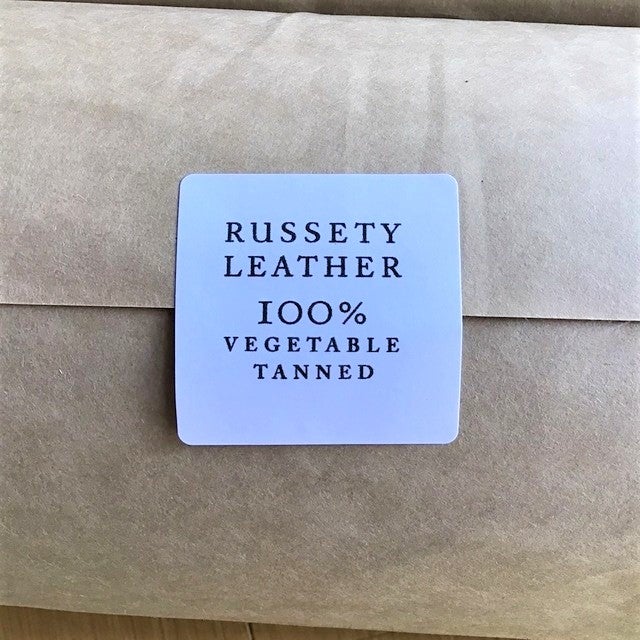 RUSSETY
LEATHER
100%
VEGETABLE
TANNED